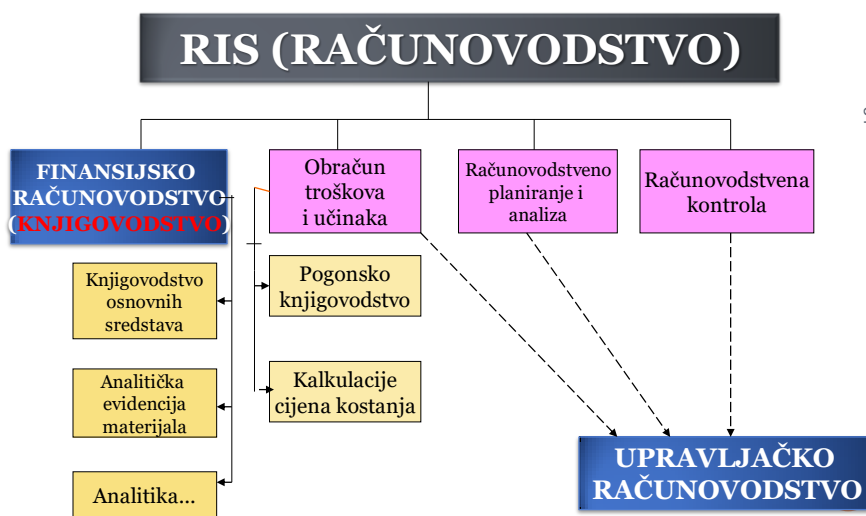 RIS (RAČUNOVODSTVO)
FINANSIJSKO
RAČUNOVODSTVO
(KNJIGOVODSTVO)
Obračun
troškova
i učinaka
Računovodstveno
planiranje i
analiza
Računovodstvena
kontrola
Knjigovodstvo
osnovnih
sredstava
Pogonsko
knjigovodstvo
Analitička
evidencija
materijala
Kalkulacije
cijena kostanja
Analitika...
UPRAVLJAČKO
RAČUNOVODSTVO